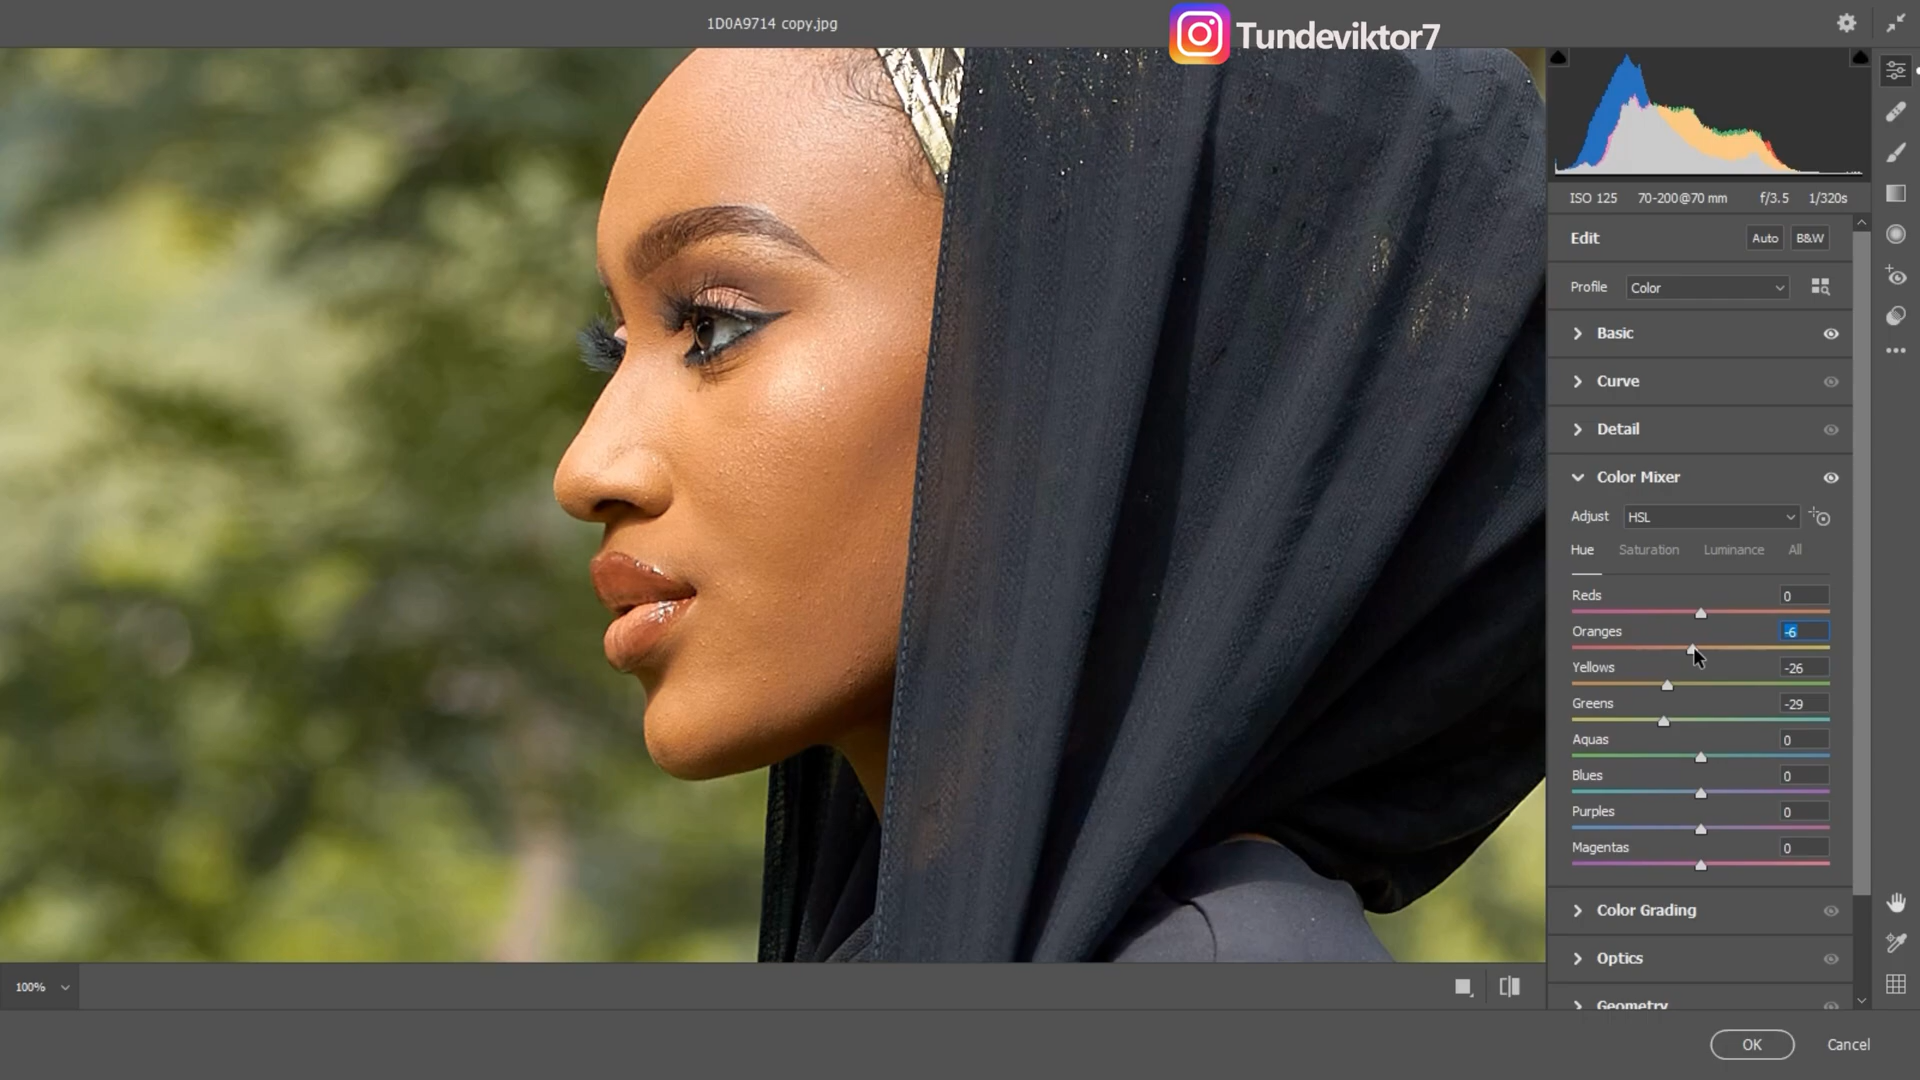 1D0A9714 copy.jpg
Tundeviktor7
ISO 125 70-200@70 mm f/3.5 1/320s
Edit Auto B&W
Profile Color
Basic
Curve
Detail
Color Mixer
Adjust HSL
Hue Saturation Luminance All
Reds 0
Oranges -6
Yellows -26
Greens -29
Aquas 0
Blues 0
Purples 0
Magentas 0
Color Grading
Optics
Geometry
100%
OK Cancel